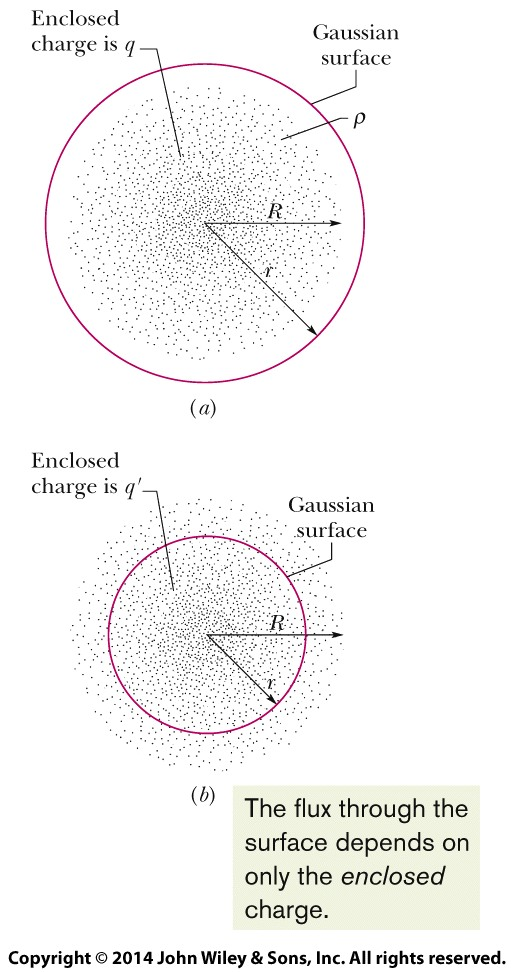 Enclosed
charge is q
Gaussian
surface
ρ
R
r
(a)
Enclosed
charge is q′
Gaussian
surface
R
r
(b)
The flux through the
surface depends on
only the enclosed
charge.
Copyright © 2014 John Wiley & Sons, Inc. All rights reserved.